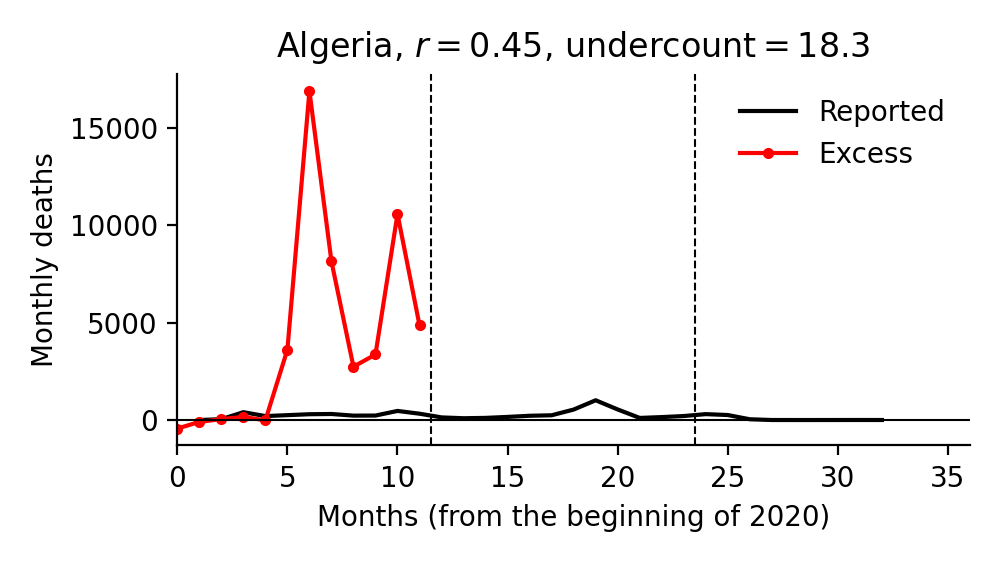 Algeria, r = 0.45, undercount = 18.3
Reported
Excess
Monthly deaths
15000
10000
5000
0
0 5 10 15 20 25 30 35
Months (from the beginning of 2020)